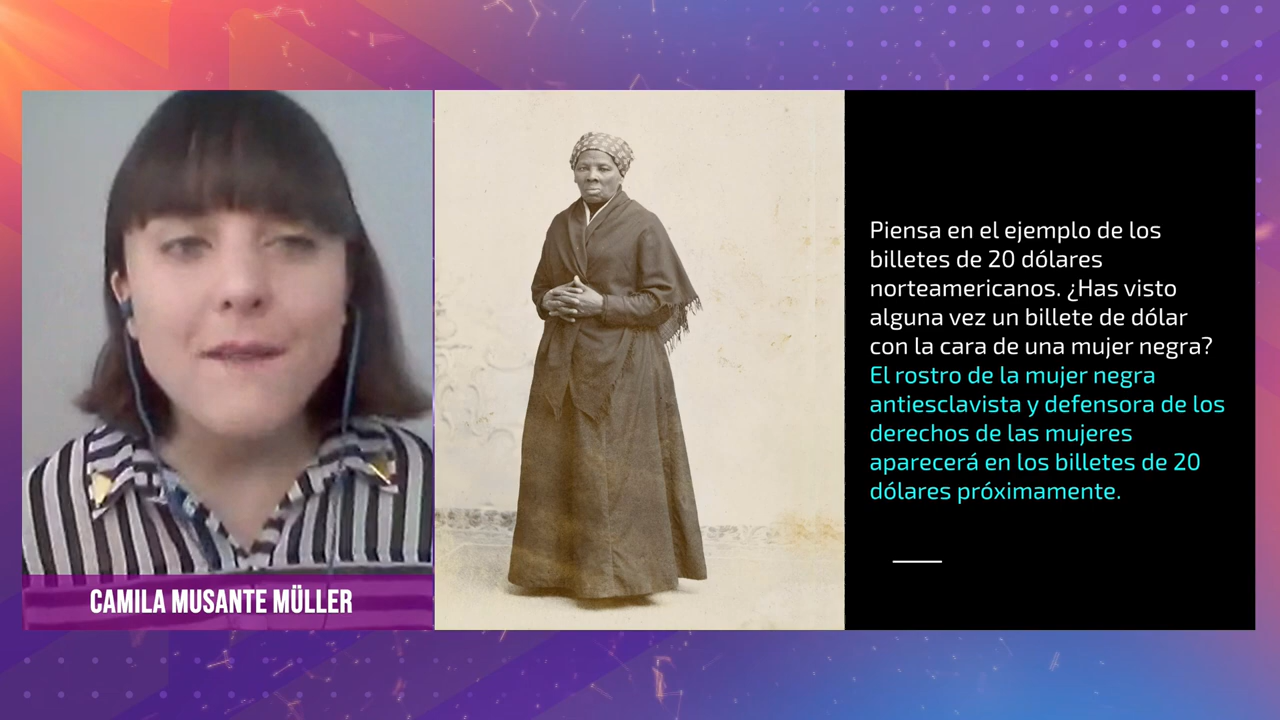 CAMILA MUSANTE MÜLLER
Piensa en el ejemplo de los
billetes de 20 dólares
norteamericanos. ¿Has visto
alguna vez un billete de dólar
con la cara de una mujer negra?
El rostro de la mujer negra
antiesclavista y defensora de los
derechos de las mujeres
aparecerá en los billetes de 20
dólares próximamente.